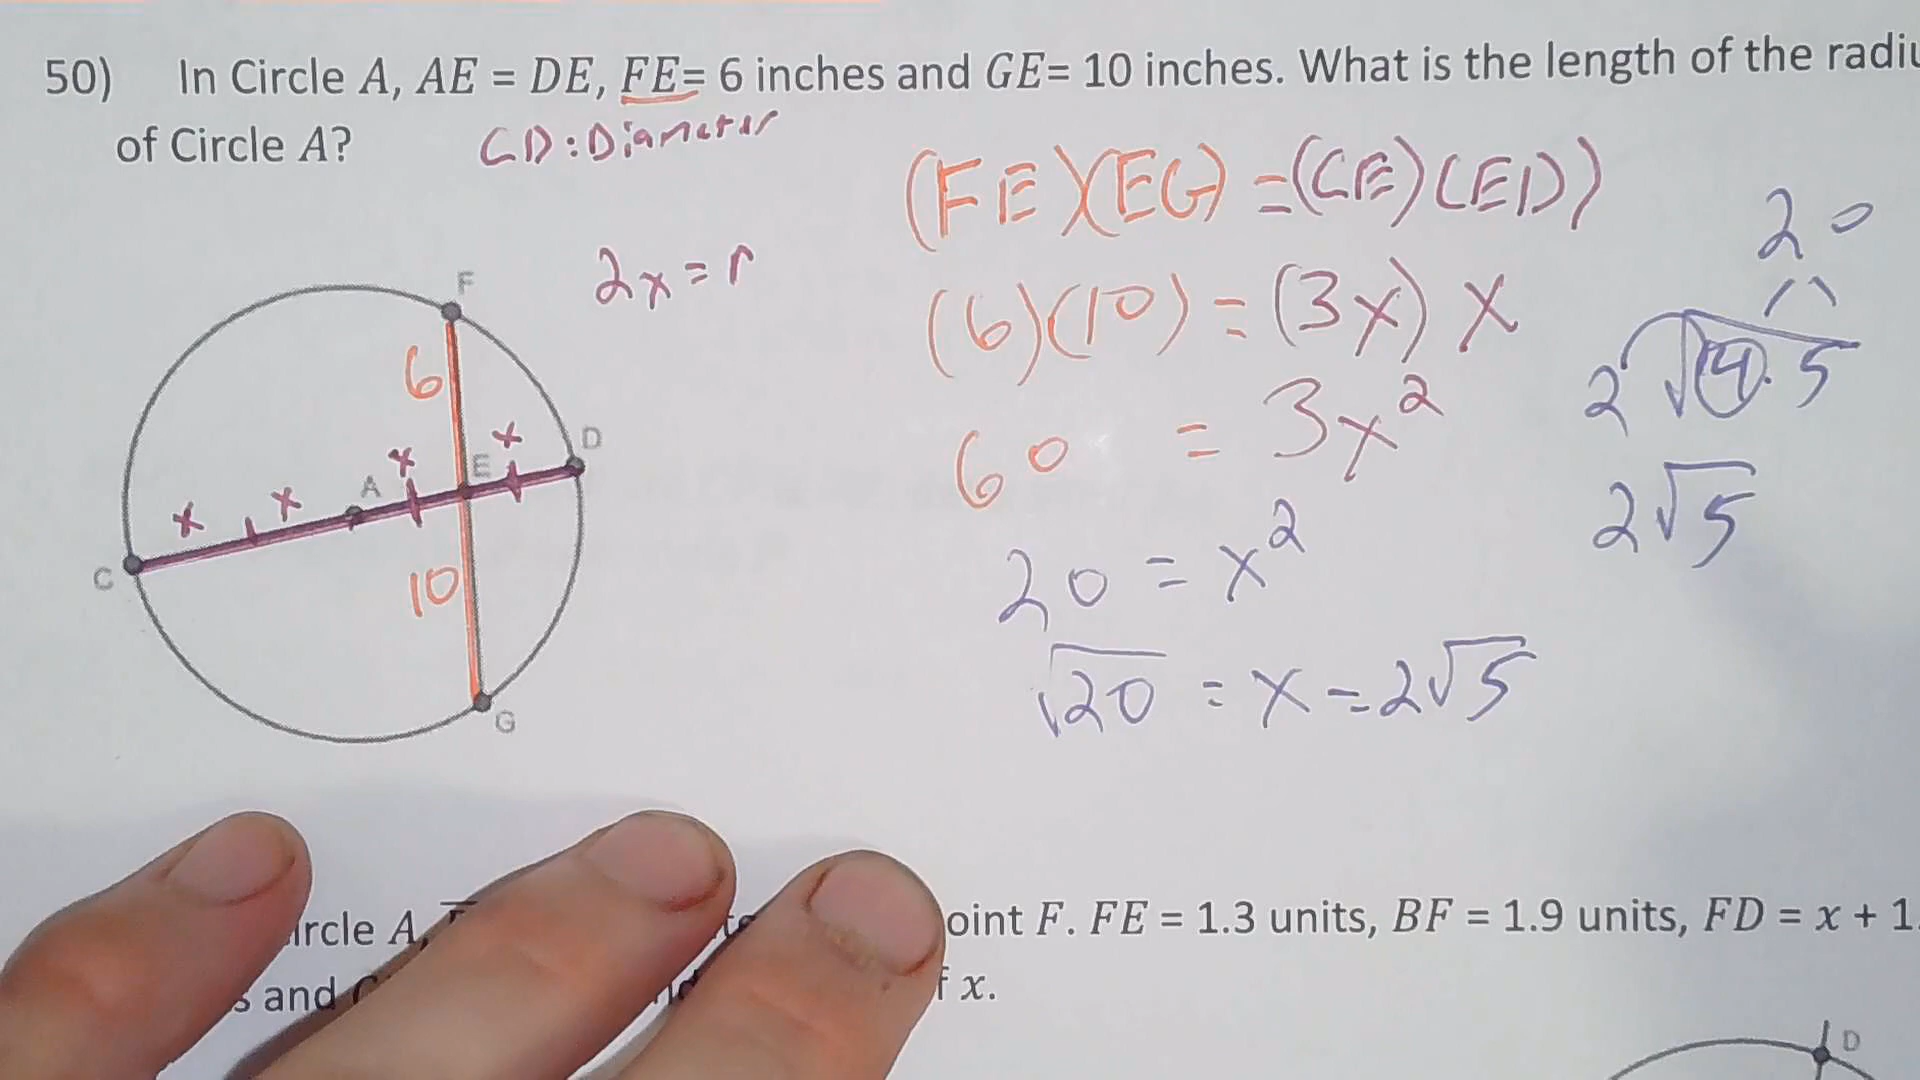 50) In Circle A, AE = DE, FE= 6 inches and GE= 10 inches. What is the length of the
of Circle A?
CD:Diameter
(FE)(EG) =(CE)(ED)
2x=r
(6)(10) = (3x) x
60 = 3x²
20 = x²
√20 = x = 2√5
20
2√4.5
2√5
F
6
x
D
x
E
A
x
x
C
10
G
ircle A,
oint F. FE = 1.3 units, BF = 1.9 units, FD = x + 1
s and
f x.
D